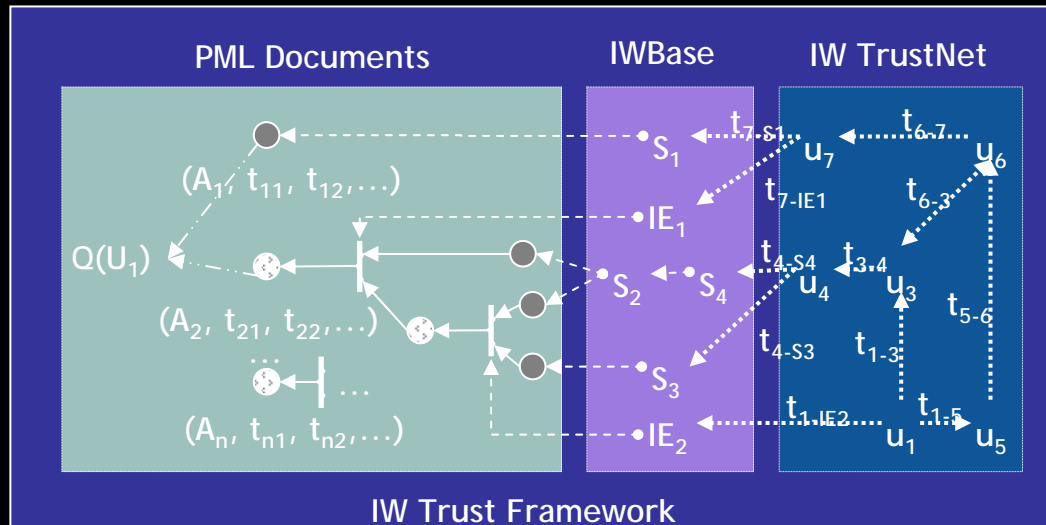 PML Documents
IWBase
IW TrustNet
(A₁, t₁₁, t₁₂,...)
Q(U₁)
(A₂, t₂₁, t₂₂,...)
...
...
(Aₙ, tₙ₁, tₙ₂,...)
S₁
IE₁
S₂
S₄
S₃
IE₂
t₇₋S1
t₆₋₇
u₇
u₆
t₇₋IE1
t₆₋₃
t₄₋S4
t₃₋₄
u₄
u₃
t₅₋₆
t₄₋S3
t₁₋₃
t₁₋IE2
t₁₋₅
u₁
u₅
IW Trust Framework